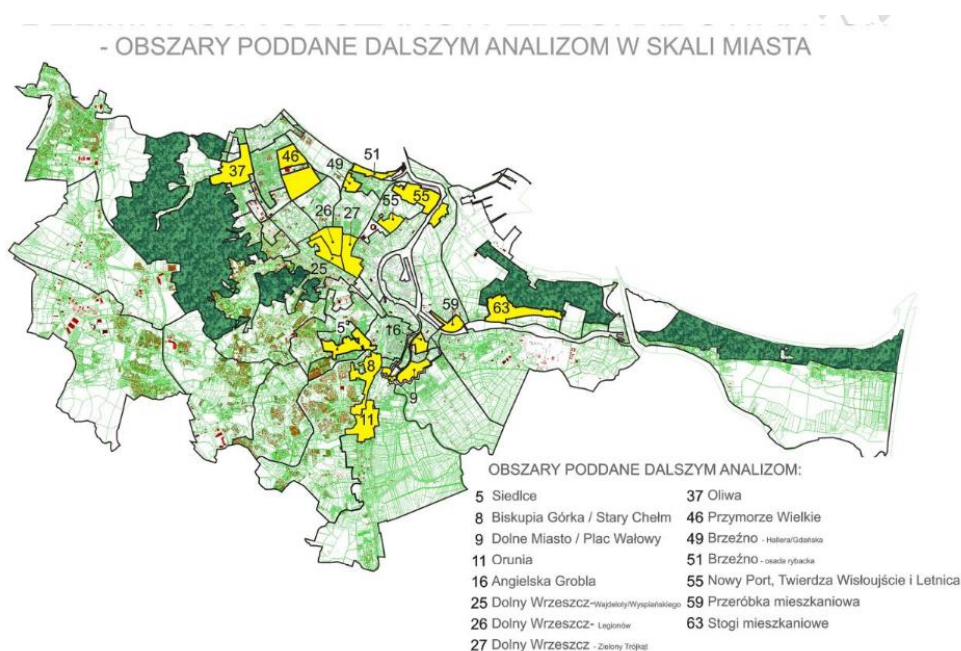 - OBSZARY PODDANE DALSZYM ANALIZOM W SKALI MIASTA
51
46
49
37
55
55
26 27
25
59
63
5
16
8
9
11
OBSZARY PODDANE DALSZYM ANALIZOM:
5 Siedlce
8 Biskupia Górka / Stary Chełm
9 Dolne Miasto / Plac Wałowy
11 Orunia
16 Angielska Grobla
25 Dolny Wrzeszcz-Wajdeloty/Wyspiańskiego
26 Dolny Wrzeszcz- Legionów
27 Dolny Wrzeszcz - Zielony Trójkąt
37 Oliwa
46 Przymorze Wielkie
49 Brzeźno - Hallera/Gdańska
51 Brzeźno - osada rybacka
55 Nowy Port, Twierdza Wisłoujście i Letnica
59 Przeróbka mieszkaniowa
63 Stogi mieszkaniowe